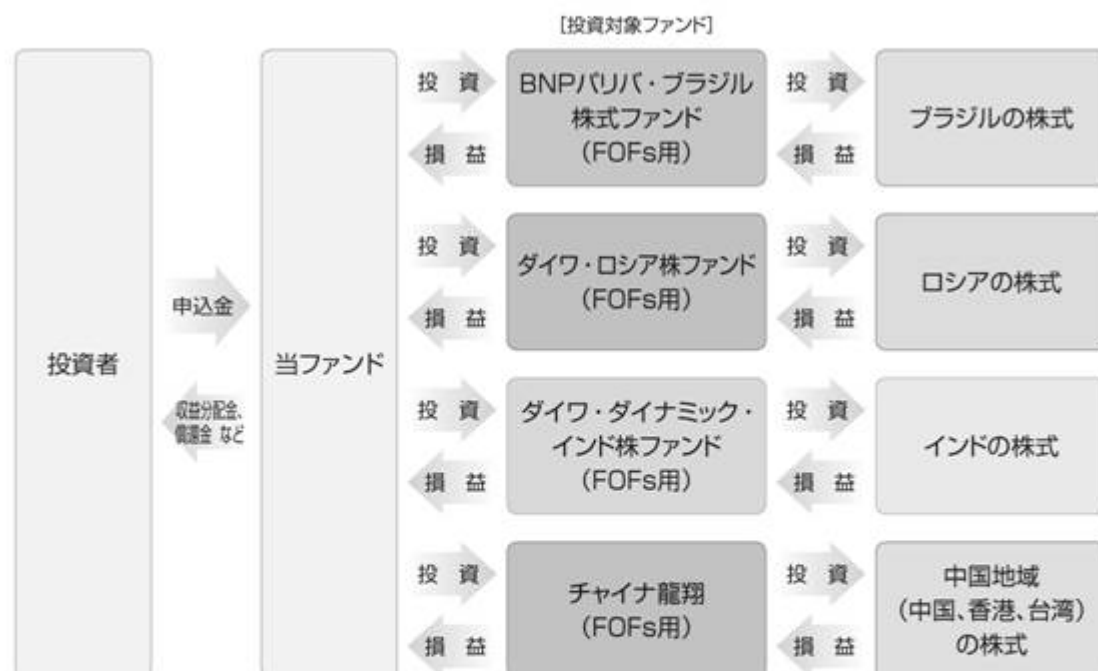 [投資対象ファンド]
投資者
申込金
収益分配金、
償還金 など
当ファンド
投 資
損 益
BNPパリバ・ブラジル
株式ファンド
(FOFs用)
投 資
損 益
ブラジルの株式
投 資
損 益
ダイワ・ロシア株ファンド
(FOFs用)
投 資
損 益
ロシアの株式
投 資
損 益
ダイワ・ダイナミック・
インド株ファンド
(FOFs用)
投 資
損 益
インドの株式
投 資
損 益
チャイナ龍翔
(FOFs用)
投 資
損 益
中国地域
(中国、香港、台湾)
の株式